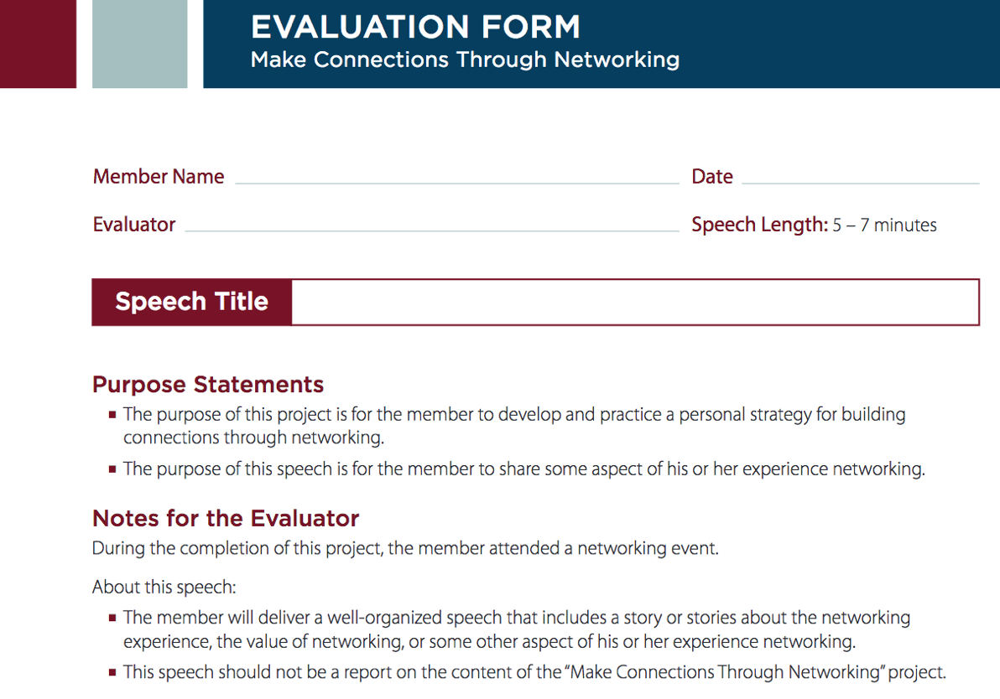 EVALUATION FORM
Make Connections Through Networking
Member Name
Date
Evaluator
Speech Length: 5 – 7 minutes
Speech Title
Purpose Statements
■ The purpose of this project is for the member to develop and practice a personal strategy for building
connections through networking.
■ The purpose of this speech is for the member to share some aspect of his or her experience networking.
Notes for the Evaluator
During the completion of this project, the member attended a networking event.
About this speech:
■ The member will deliver a well-organized speech that includes a story or stories about the networking
experience, the value of networking, or some other aspect of his or her experience networking.
■ This speech should not be a report on the content of the “Make Connections Through Networking” project.